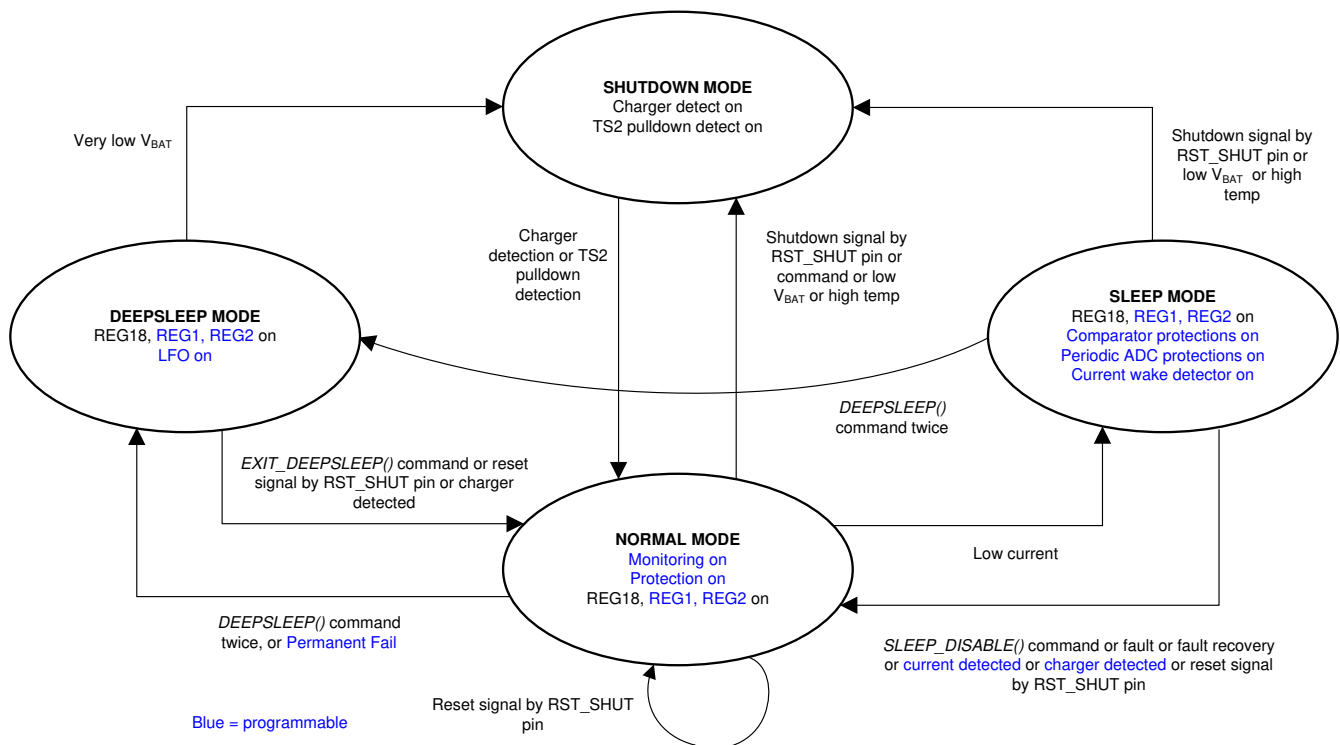 SHUTDOWN MODE
Charger detect on
TS2 pulldown detect on
Very low VBAT
Shutdown signal by
RST_SHUT pin or
low VBAT or high
temp
Charger
detection or TS2
pulldown
detection
Shutdown signal by
RST_SHUT pin or
command or low
VBAT or high temp
DEEPSLEEP MODE
REG18, REG1, REG2 on
LFO on
SLEEP MODE
REG18, REG1, REG2 on
Comparator protections on
Periodic ADC protections on
Current wake detector on
DEEPSLEEP()
command twice
EXIT_DEEPSLEEP() command or reset
signal by RST_SHUT pin or charger
detected
NORMAL MODE
Monitoring on
Protection on
REG18, REG1, REG2 on
Low current
DEEPSLEEP() command
twice, or Permanent Fail
SLEEP_DISABLE() command or fault or fault recovery
or current detected or charger detected or reset signal
by RST_SHUT pin
Reset signal by RST_SHUT
pin
Blue = programmable